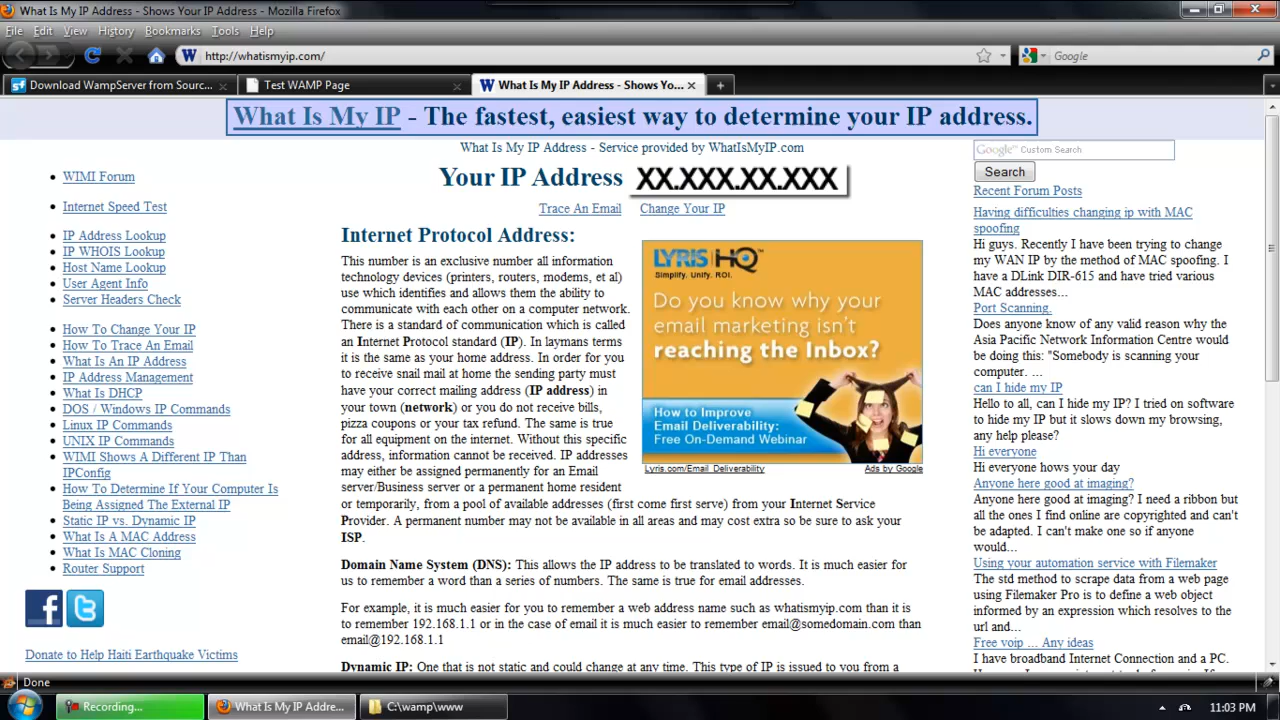 What Is My IP Address - Shows Your IP Address - Mozilla Firefox
File Edit View History Bookmarks Tools Help
http://whatismyip.com/
Google
Download WampServer from Sourc...
Test WAMP Page
What Is My IP Address - Shows Yo...
What Is My IP - The fastest, easiest way to determine your IP address.
What Is My IP Address - Service provided by WhatIsMyIP.com
Your IP Address XX.XXX.XX.XXX
Trace An Email Change Your IP
WIMI Forum
Internet Speed Test
IP Address Lookup
IP WHOIS Lookup
Host Name Lookup
User Agent Info
Server Headers Check
How To Change Your IP
How To Trace An Email
What Is An IP Address
IP Address Management
What Is DHCP
DOS / Windows IP Commands
Linux IP Commands
UNIX IP Commands
WIMI Shows A Different IP Than
IPConfig
How To Determine If Your Computer Is
Being Assigned The External IP
Static IP vs. Dynamic IP
What Is A MAC Address
What Is MAC Cloning
Router Support
Donate to Help Haiti Earthquake Victims
Internet Protocol Address:
This number is an exclusive number all information
technology devices (printers, routers, modems, et al)
use which identifies and allows them the ability to
communicate with each other on a computer network.
There is a standard of communication which is called
an Internet Protocol standard (IP). In laymans terms
it is the same as your home address. In order for you
to receive snail mail at home the sending party must
have your correct mailing address (IP address) in
your town (network) or you do not receive bills,
pizza coupons or your tax refund. The same is true
for all equipment on the internet. Without this specific
address, information cannot be received. IP addresses
may either be assigned permanently for an Email
server/Business server or a permanent home resident
or temporarily, from a pool of available addresses (first come first serve) from your Internet Service
Provider. A permanent number may not be available in all areas and may cost extra so be sure to ask your
ISP.
Domain Name System (DNS): This allows the IP address to be translated to words. It is much easier for
us to remember a word than a series of numbers. The same is true for email addresses.
For example, it is much easier for you to remember a web address name such as whatismyip.com than it is
to remember 192.168.1.1 or in the case of email it is much easier to remember email@somedomain.com than
email@192.168.1.1
Dynamic IP: One that is not static and could change at any time. This type of IP is issued to you from a
LYRIS HQ™
Simplify. Unify. ROI.
Do you know why your
email marketing isn't
reaching the Inbox?
How to Improve
Email Deliverability:
Free On-Demand Webinar
Lyris.com/Email_Deliverability Ads by Google
Google™ Custom Search
Search
Recent Forum Posts
Having difficulties changing ip with MAC
spoofing
Hi guys. Recently I have been trying to change
my WAN IP by the method of MAC spoofing. I
have a DLink DIR-615 and have tried various
MAC addresses...
Port Scanning.
Does anyone know of any valid reason why the
Asia Pacific Network Information Centre would
be doing this: "Somebody is scanning your
computer. ...
can I hide my IP
Hello to all, can I hide my IP? I tried on software
to hide my IP but it slows down my browsing,
any help please?
Hi everyone
Hi everyone hows your day
Anyone here good at imaging?
Anyone here good at imaging? I need a ribbon but
all the ones I find online are copyrighted and can't
be adapted. I can't make one so if anyone
would...
Using your automation service with Filemaker
The std method to scrape data from a web page
using Filemaker Pro is to define a web object
informed by an expression which resolves to the
url and...
Free voip ... Any ideas
I have broadband Internet Connection and a PC.
Done
Recording...
What Is My IP Addre...
C:\wamp\www
11:03 PM